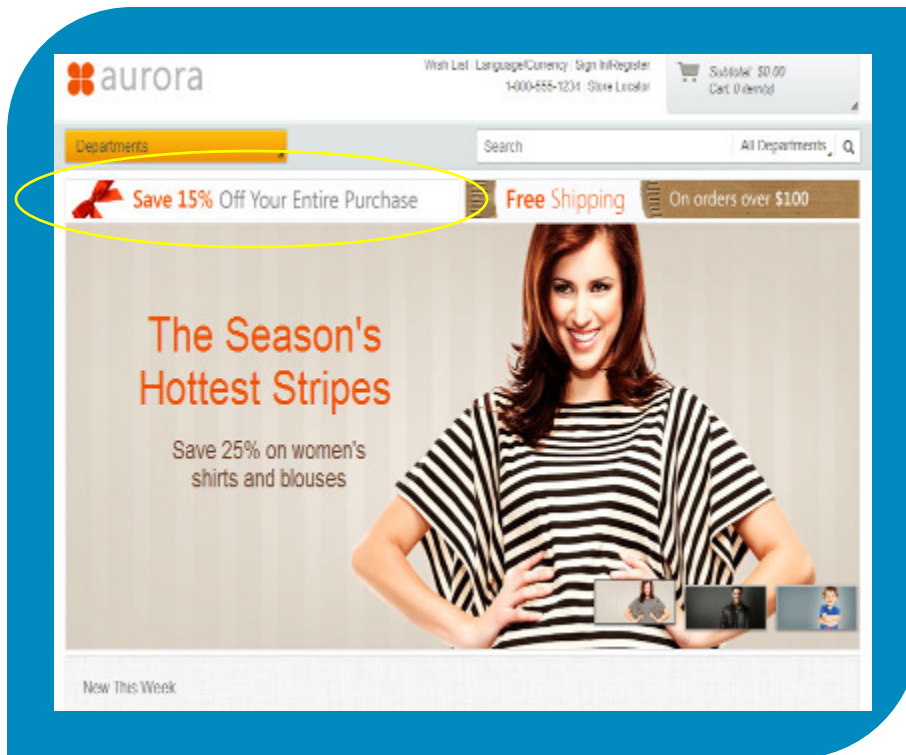 aurora
Wish List | Language/Currency | Sign In/Register
1-800-555-1234 | Store Locator
Subtotal: $0.00
Cart: 0 item(s)
Departments
Search
All Departments
Save 15% Off Your Entire Purchase
Free Shipping
On orders over $100
The Season's
Hottest Stripes
Save 25% on women's
shirts and blouses
New This Week